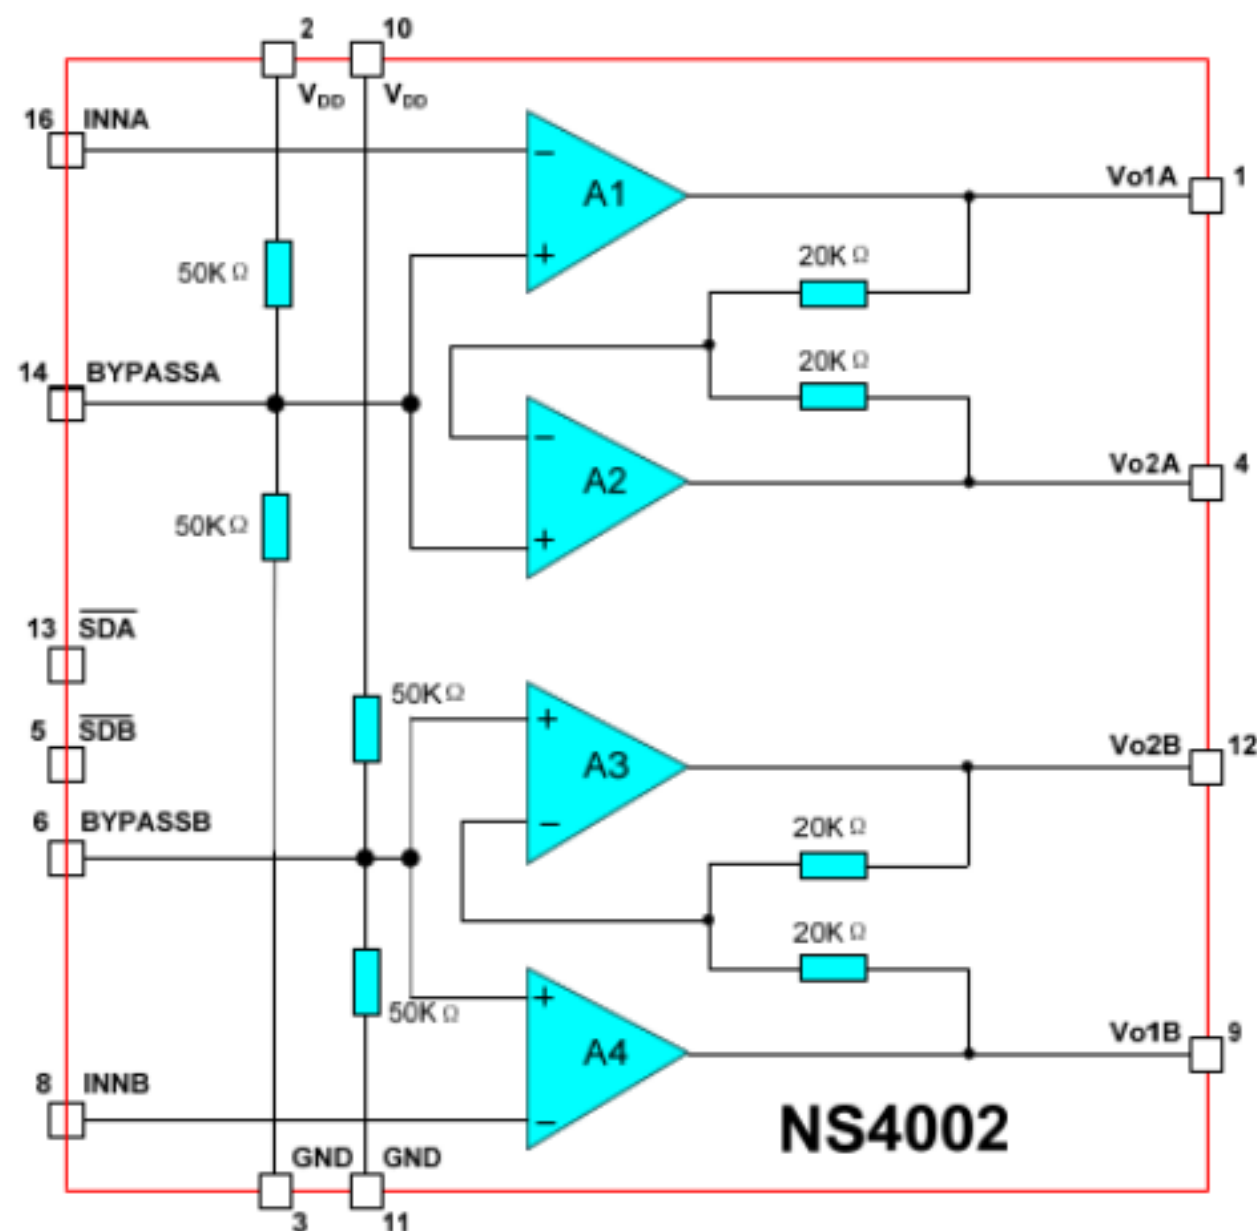 2 10
V_DD V_DD
16 INNA
− A1 +
Vo1A 1
50KΩ
20KΩ
14 BYPASSA
20KΩ
− A2 +
Vo2A 4
50KΩ
13 SDA
5 SDB
50KΩ
+ A3 −
Vo2B 12
6 BYPASSB
20KΩ
20KΩ
50KΩ
+ A4 −
Vo1B 9
8 INNB
NS4002
GND GND
3 11